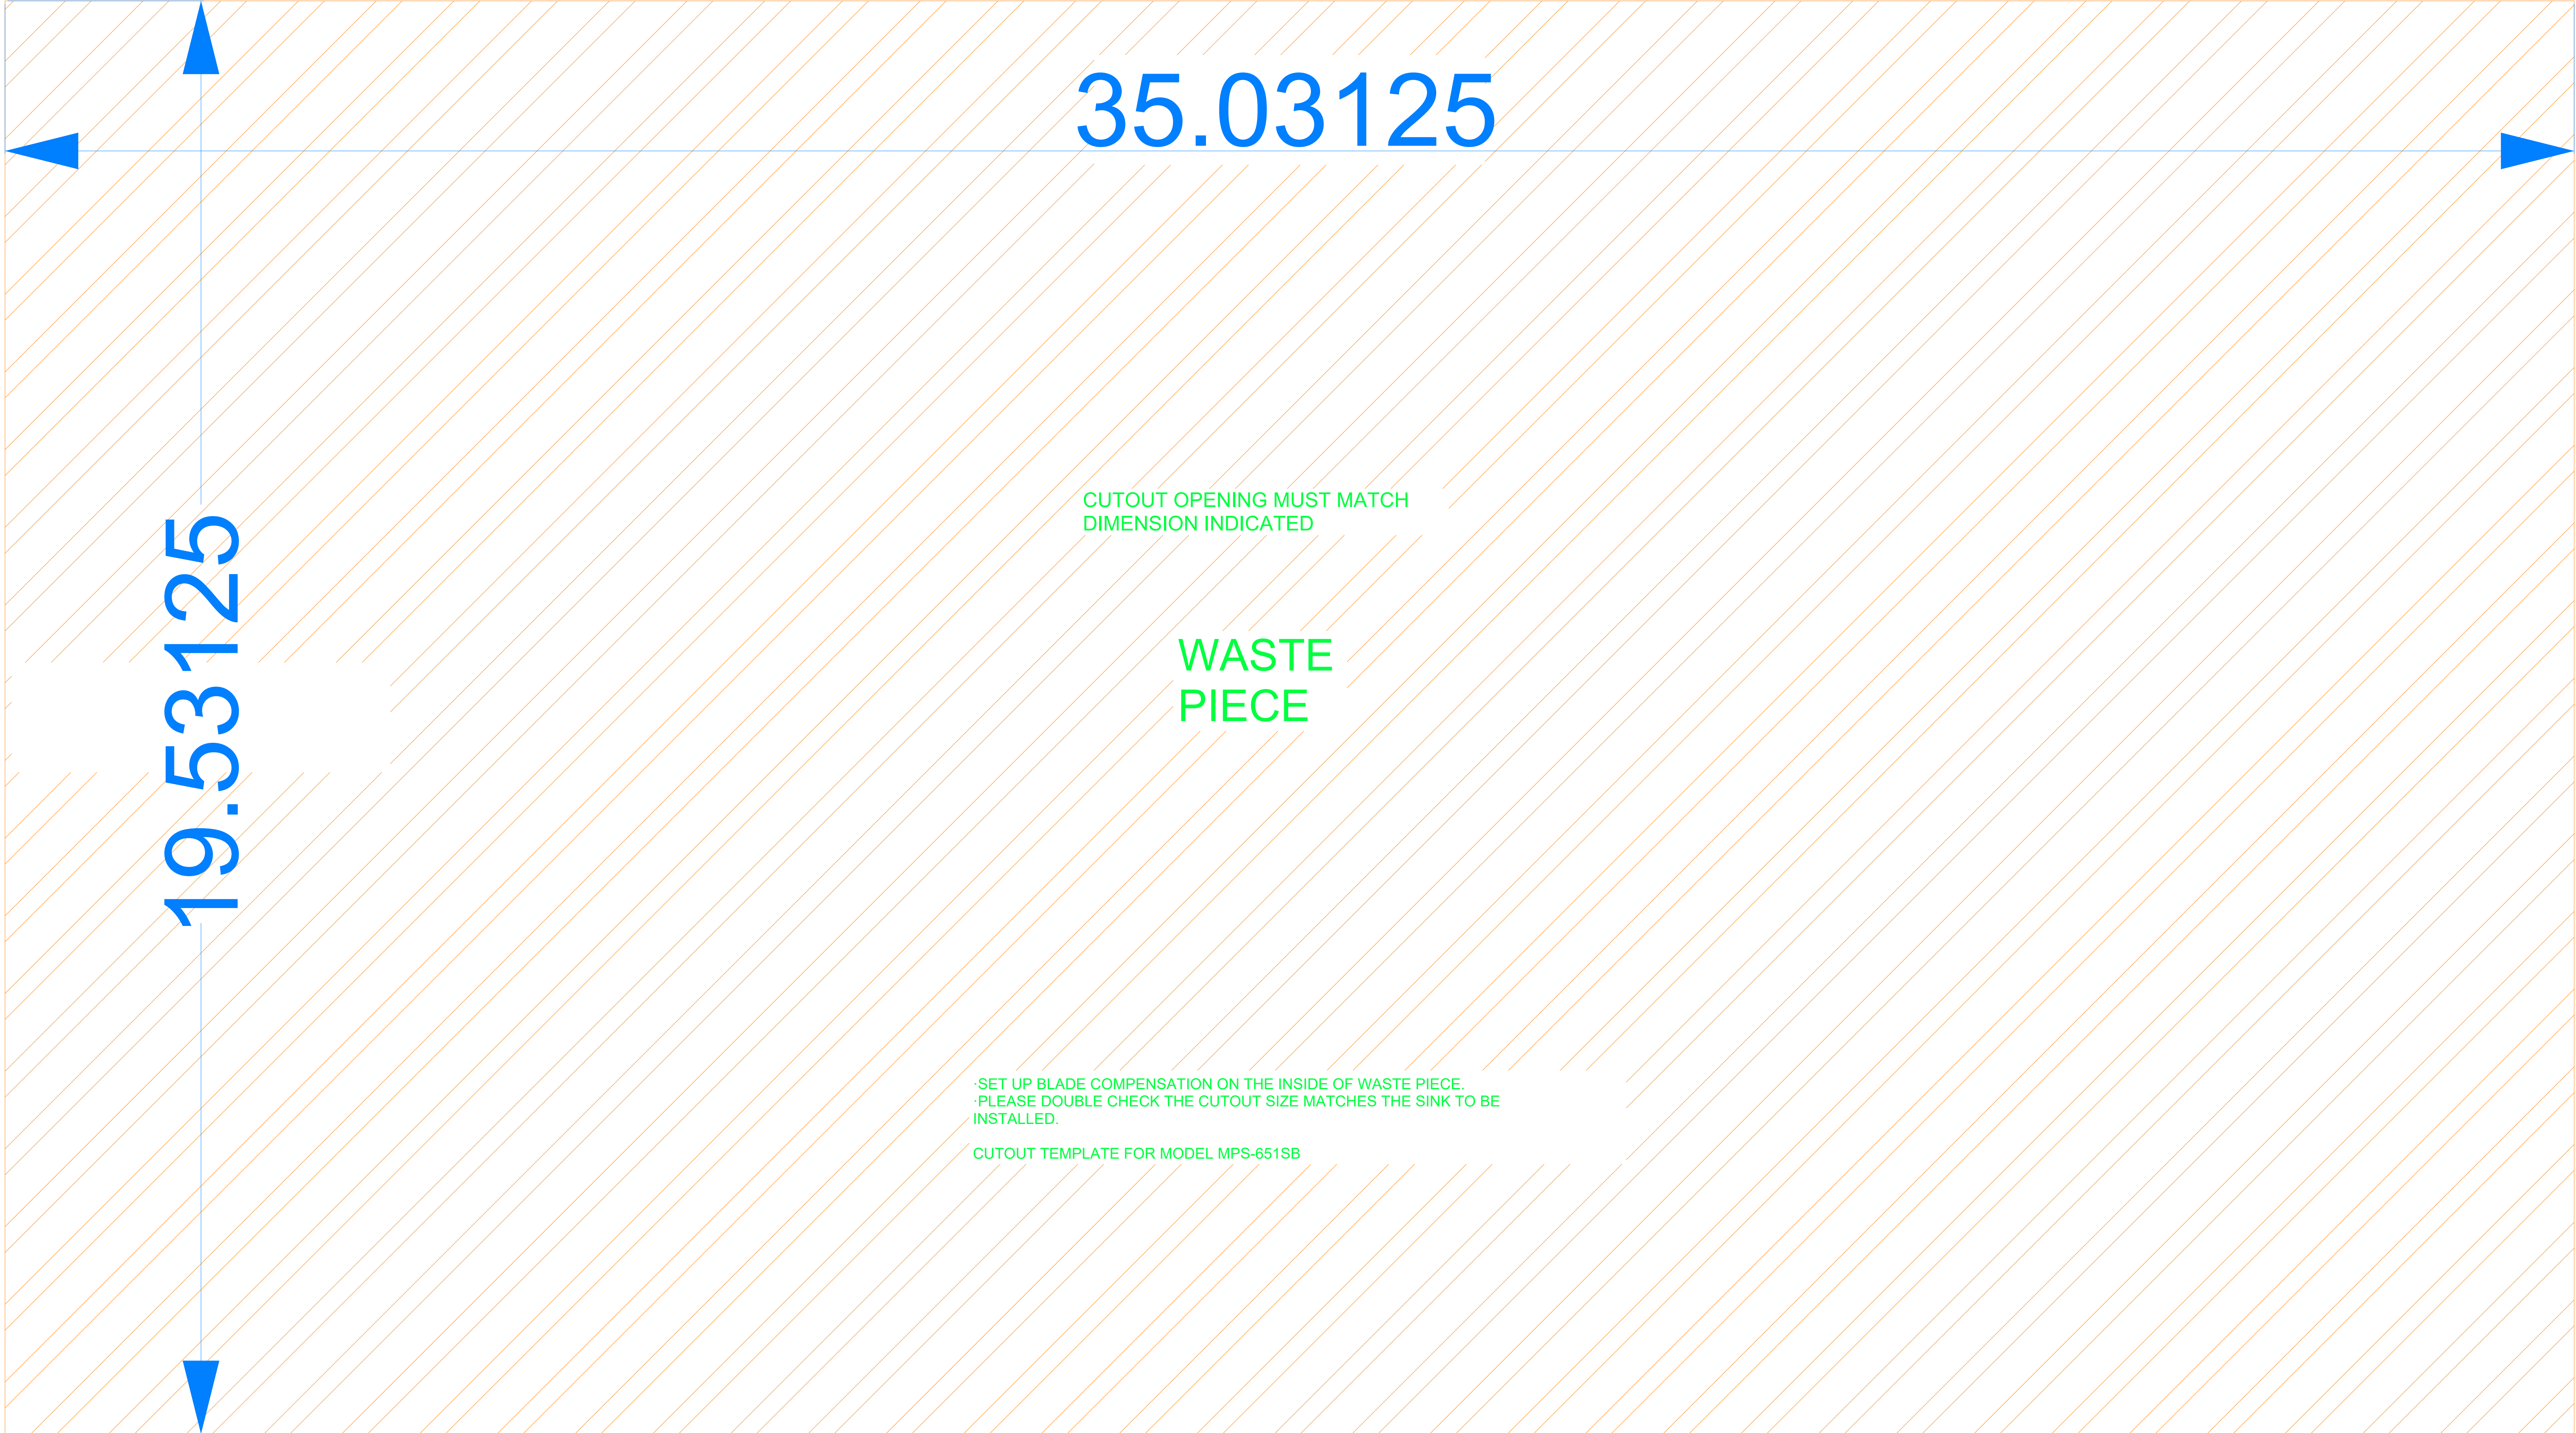 35.03125
19.53125
CUTOUT OPENING MUST MATCH
DIMENSION INDICATED
WASTE
PIECE
·SET UP BLADE COMPENSATION ON THE INSIDE OF WASTE PIECE.
·PLEASE DOUBLE CHECK THE CUTOUT SIZE MATCHES THE SINK TO BE
INSTALLED.
CUTOUT TEMPLATE FOR MODEL MPS-651SB